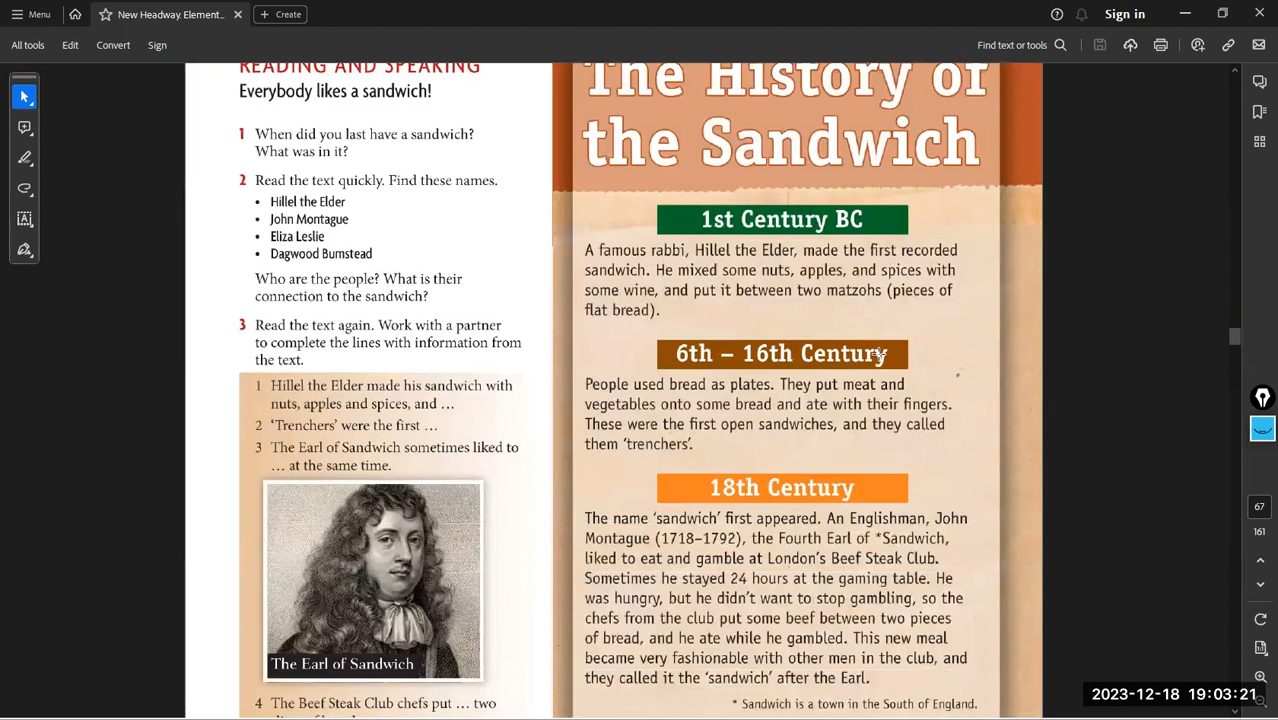 Menu
New Headway. Element...
Create
Sign in
All tools
Edit
Convert
Sign
Find text or tools
READING AND SPEAKING
Everybody likes a sandwich!
1 When did you last have a sandwich?
What was in it?
2 Read the text quickly. Find these names.
• Hillel the Elder
• John Montague
• Eliza Leslie
• Dagwood Bumstead
Who are the people? What is their
connection to the sandwich?
3 Read the text again. Work with a partner
to complete the lines with information from
the text.
1 Hillel the Elder made his sandwich with
nuts, apples and spices, and …
2 ‘Trenchers’ were the first …
3 The Earl of Sandwich sometimes liked to
… at the same time.
The Earl of Sandwich
4 The Beef Steak Club chefs put … two
The History of
the Sandwich
1st Century BC
A famous rabbi, Hillel the Elder, made the first recorded
sandwich. He mixed some nuts, apples, and spices with
some wine, and put it between two matzohs (pieces of
flat bread).
6th – 16th Century
People used bread as plates. They put meat and
vegetables onto some bread and ate with their fingers.
These were the first open sandwiches, and they called
them ‘trenchers’.
18th Century
The name ‘sandwich’ first appeared. An Englishman, John
Montague (1718–1792), the Fourth Earl of *Sandwich,
liked to eat and gamble at London’s Beef Steak Club.
Sometimes he stayed 24 hours at the gaming table. He
was hungry, but he didn’t want to stop gambling, so the
chefs from the club put some beef between two pieces
of bread, and he ate while he gambled. This new meal
became very fashionable with other men in the club, and
they called it the ‘sandwich’ after the Earl.
* Sandwich is a town in the South of England.
67
161
2023-12-18 19:03:21